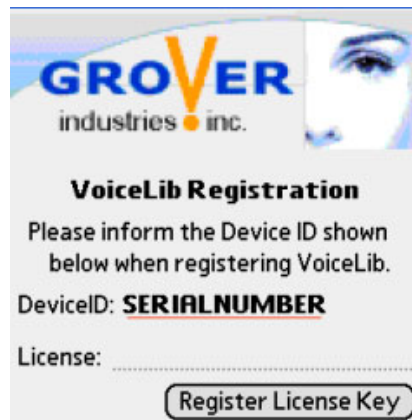 GROVER
industries inc.
VoiceLib Registration
Please inform the Device ID shown
below when registering VoiceLib.
DeviceID: SERIALNUMBER
License:
Register License Key